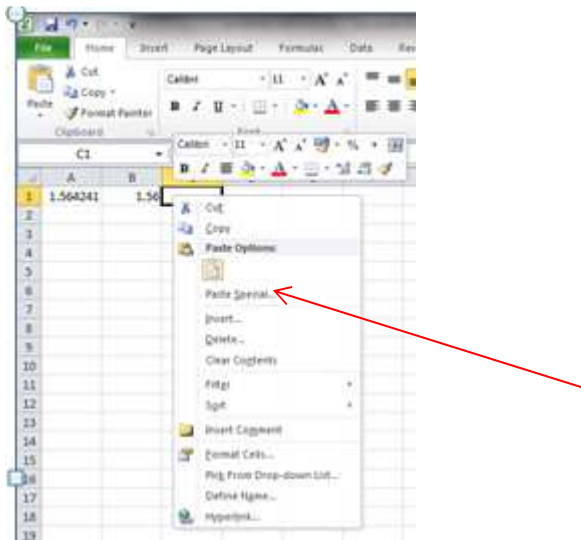 File Home Insert Page Layout Formulas Data Rev
Cut
Copy
Paste
Format Painter
Clipboard
Calibri 11 A A
B I U A
Font
Calibri 11 A A % ,
B I A
C1
A B
1 1.564241 1.56
2
3
4
5
6
7
8
9
10
11
12
13
14
15
16
17
18
19
Cut
Copy
Paste Options:
Paste Special...
Insert...
Delete...
Clear Contents
Filter
Sort
Insert Comment
Format Cells...
Pick From Drop-down List...
Define Name...
Hyperlink...